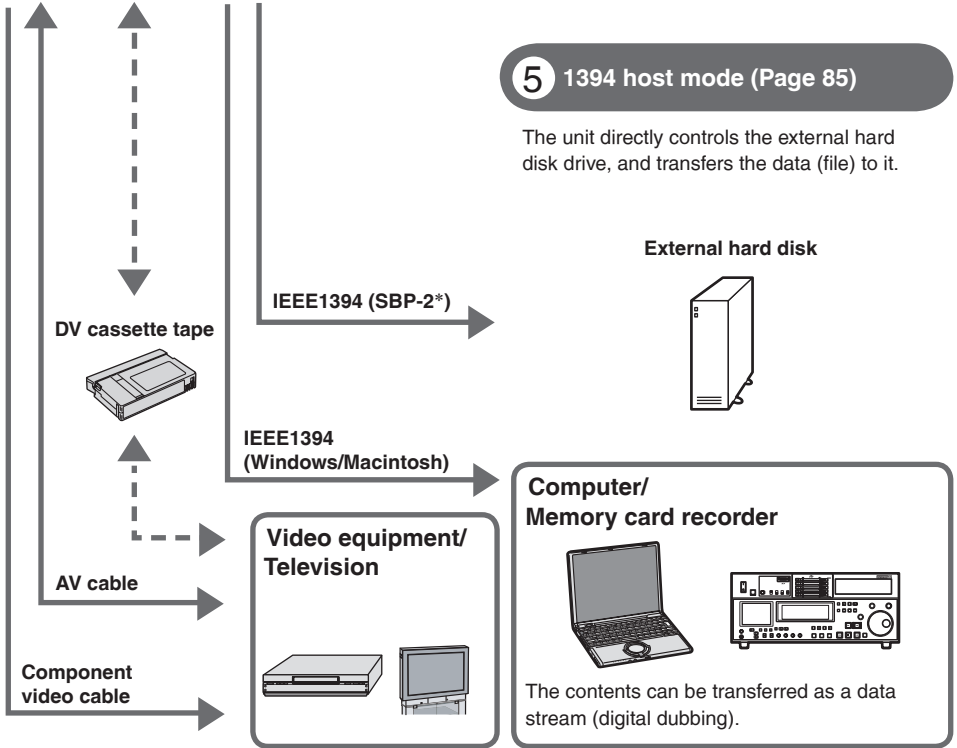 5 1394 host mode (Page 85)
The unit directly controls the external hard
disk drive, and transfers the data (file) to it.
External hard disk
IEEE1394 (SBP-2*)
DV cassette tape
IEEE1394
(Windows/Macintosh)
Computer/
Memory card recorder
Video equipment/
Television
AV cable
Component
video cable
The contents can be transferred as a data
stream (digital dubbing).